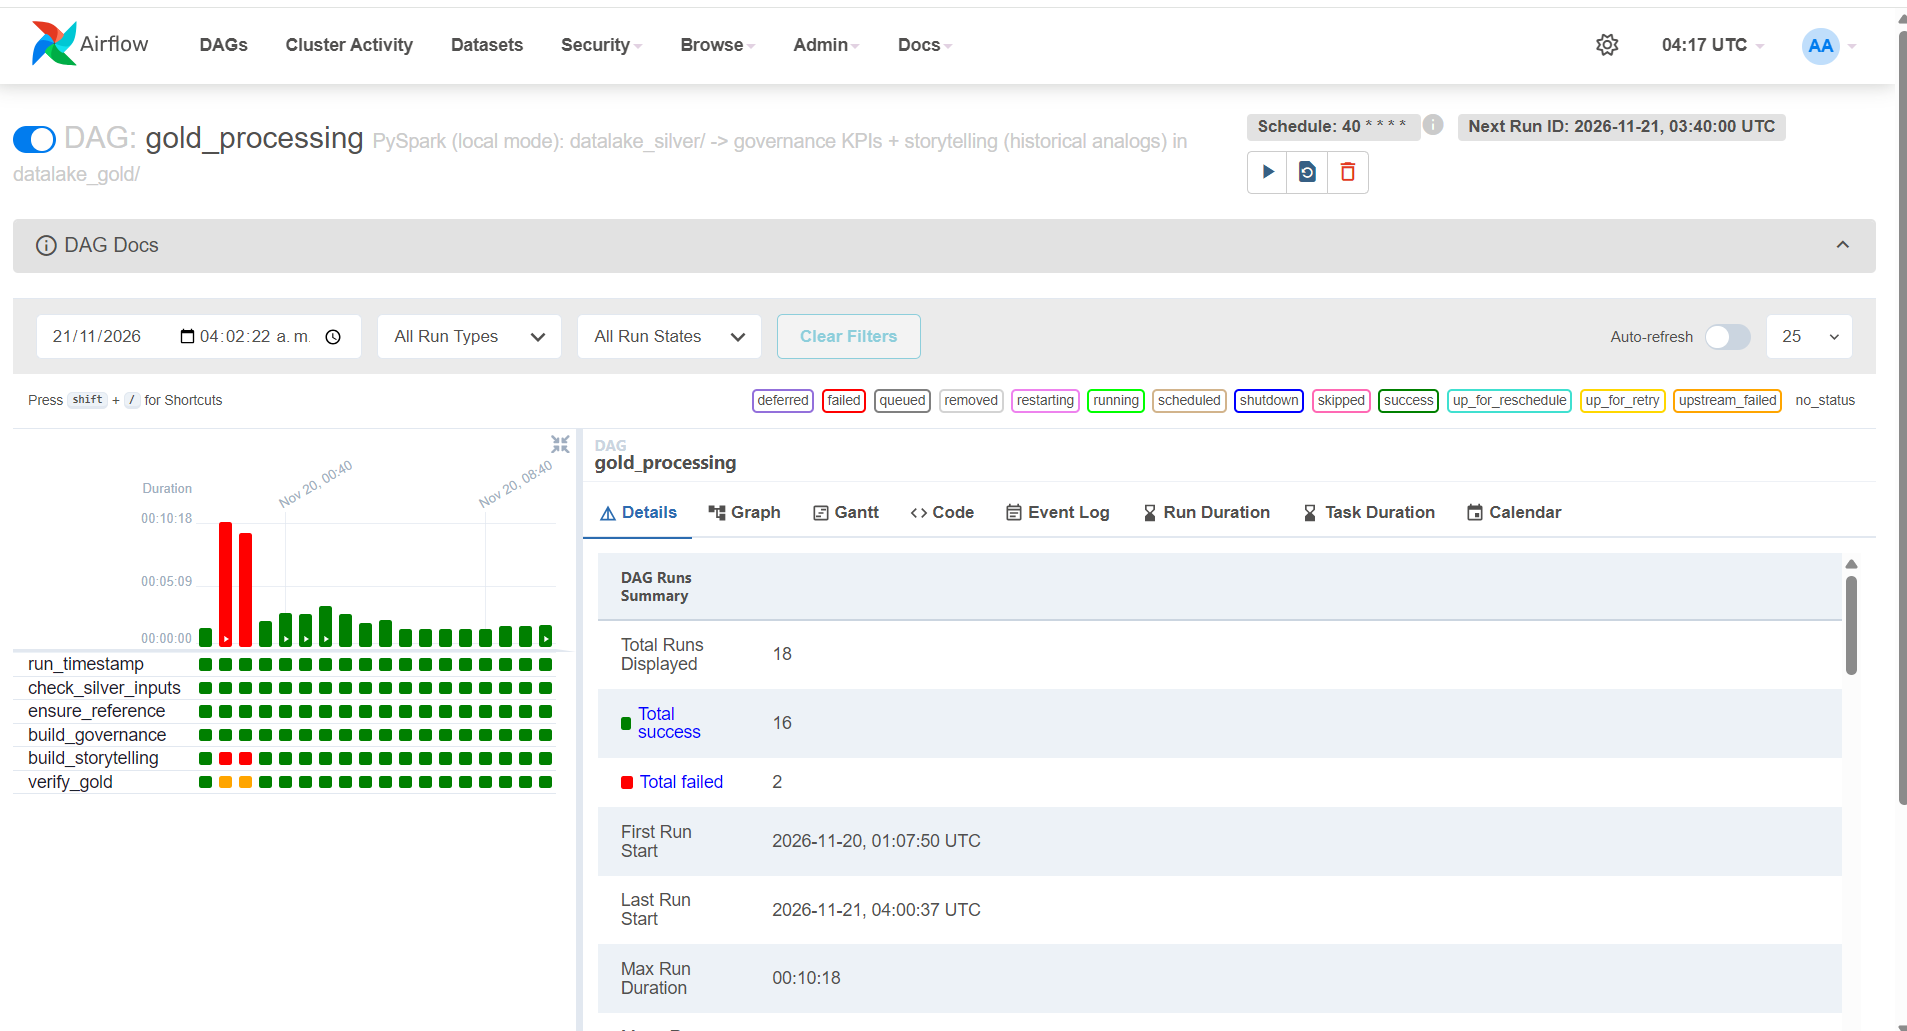 Airflow
DAGs
Cluster Activity
Datasets
Security
Browse
Admin
Docs
04:17 UTC
AA
DAG: gold_processing PySpark (local mode): datalake_silver/ -> governance KPIs + storytelling (historical analogs) in
datalake_gold/
Schedule: 40 * * * *
Next Run ID: 2026-11-21, 03:40:00 UTC
DAG Docs
21/11/2026 04:02:22 a. m.
All Run Types
All Run States
Clear Filters
Auto-refresh
25
Press shift + / for Shortcuts
deferred
failed
queued
removed
restarting
running
scheduled
shutdown
skipped
success
up_for_reschedule
up_for_retry
upstream_failed
no_status
Duration
00:10:18
00:05:09
00:00:00
Nov 20, 00:40
Nov 20, 08:40
run_timestamp
check_silver_inputs
ensure_reference
build_governance
build_storytelling
verify_gold
DAG
gold_processing
Details
Graph
Gantt
Code
Event Log
Run Duration
Task Duration
Calendar
DAG Runs
Summary
Total Runs
Displayed
18
Total
success
16
Total failed
2
First Run
Start
2026-11-20, 01:07:50 UTC
Last Run
Start
2026-11-21, 04:00:37 UTC
Max Run
Duration
00:10:18